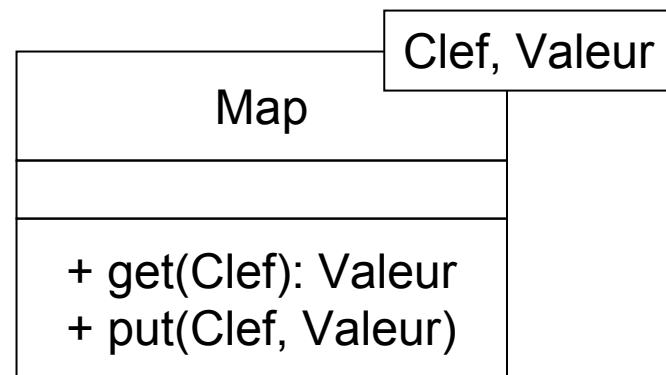 Clef, Valeur
Map
+ get(Clef): Valeur
+ put(Clef, Valeur)